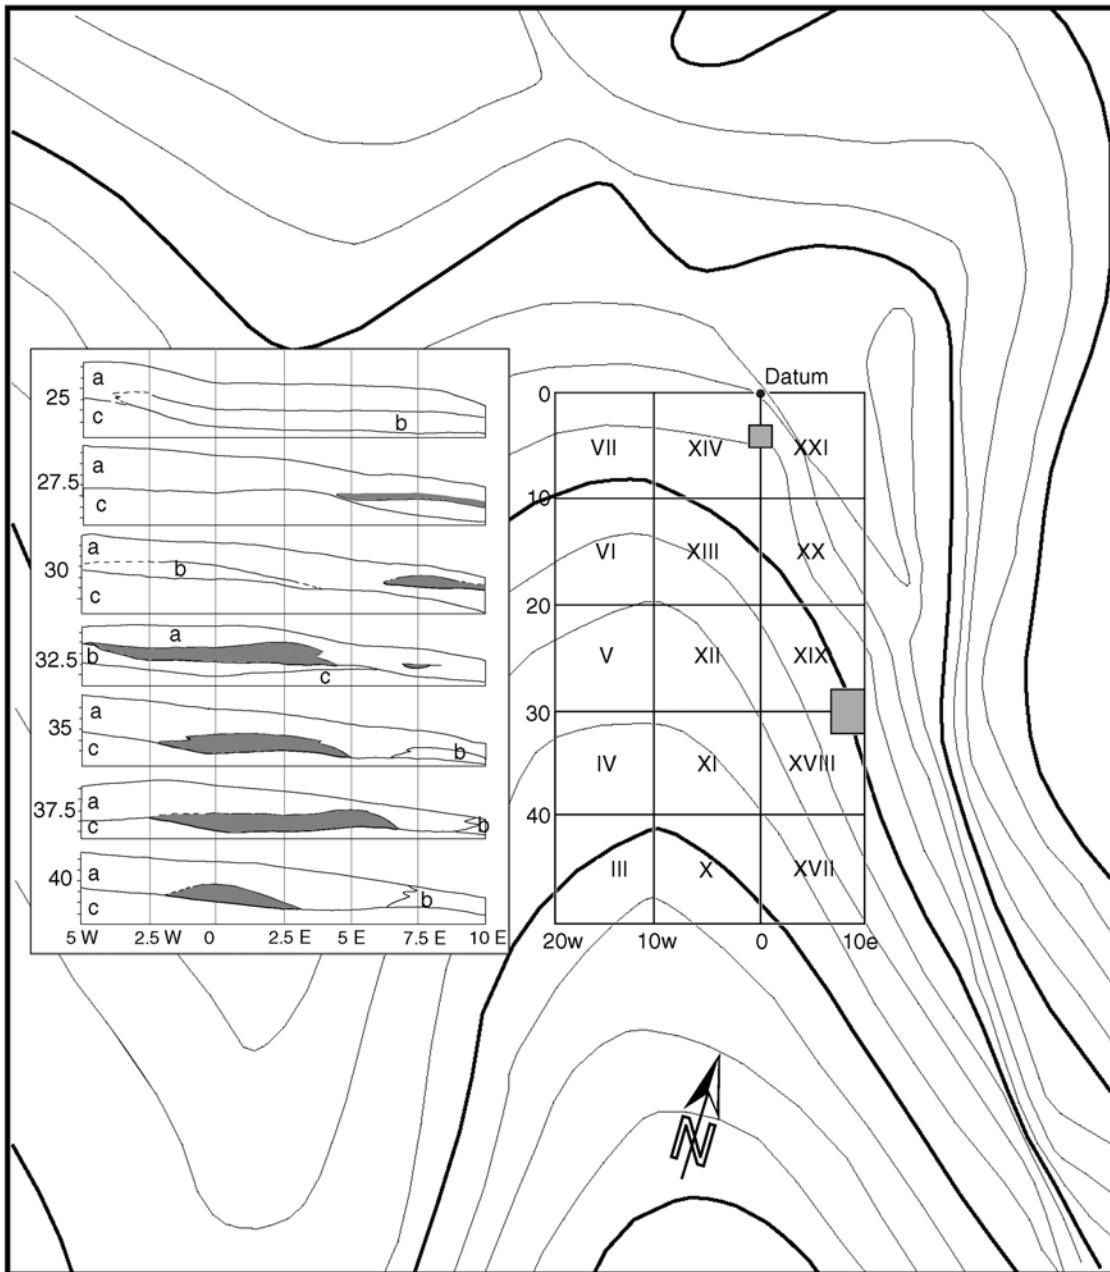 Datum
0
VII XIV XXI
10
VI XIII XX
20
V XII XIX
30
IV XI XVIII
40
III X XVII
20w 10w 0 10e
N
a
25
c b
a
27.5
c
a
30 b
c
a
b
32.5
c
a
35
c b
a
37.5
c b
a
40
c b
5 W 2.5 W 0 2.5 E 5 E 7.5 E 10 E